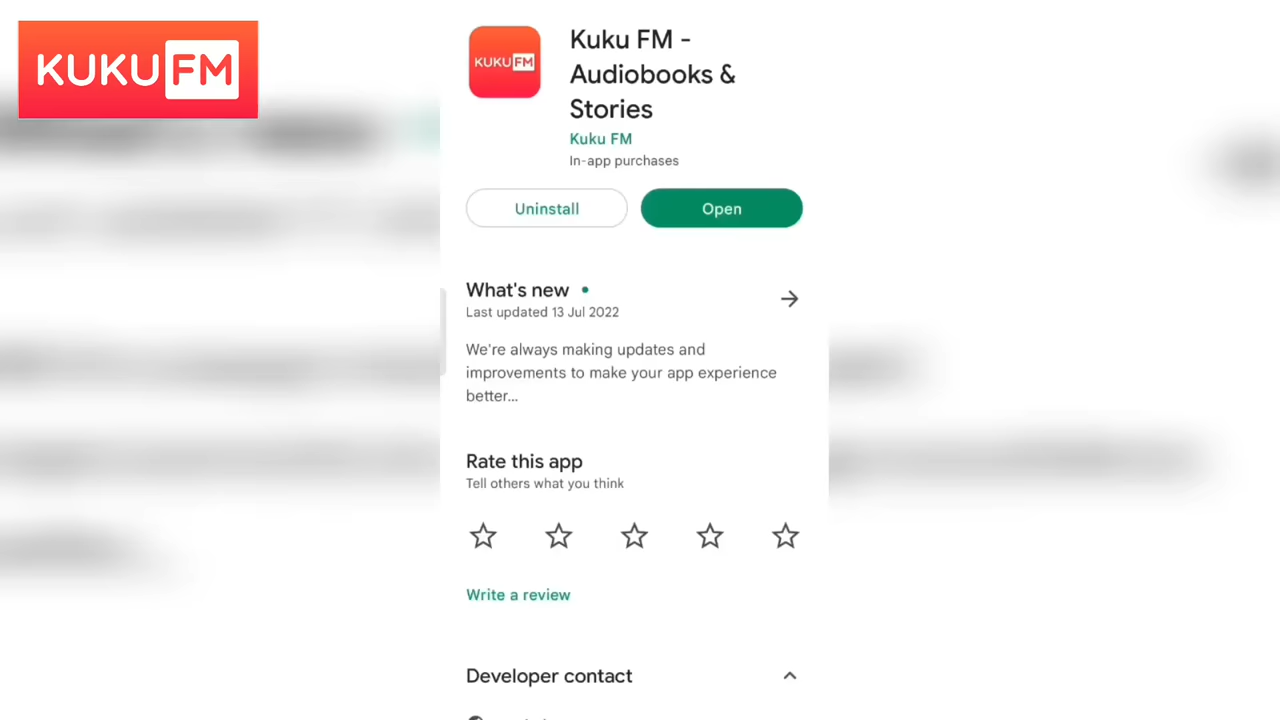 KUKU FM
KUKU FM
Kuku FM -
Audiobooks &
Stories
Kuku FM
In-app purchases
Uninstall
Open
What's new
Last updated 13 Jul 2022
We're always making updates and
improvements to make your app experience
better...
Rate this app
Tell others what you think
Write a review
Developer contact